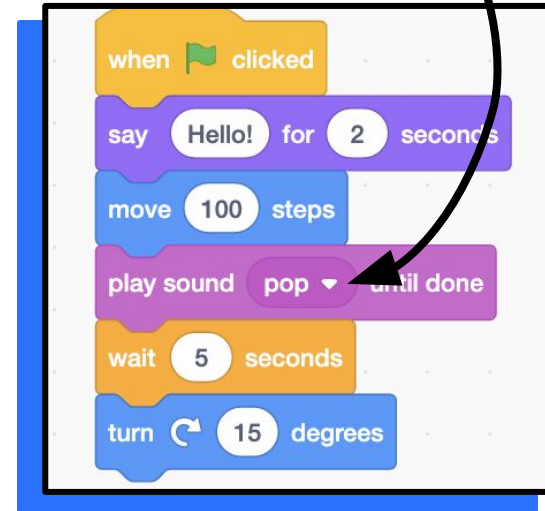 when clicked
say Hello! for 2 seconds
move 100 steps
play sound pop until done
wait 5 seconds
turn 15 degrees